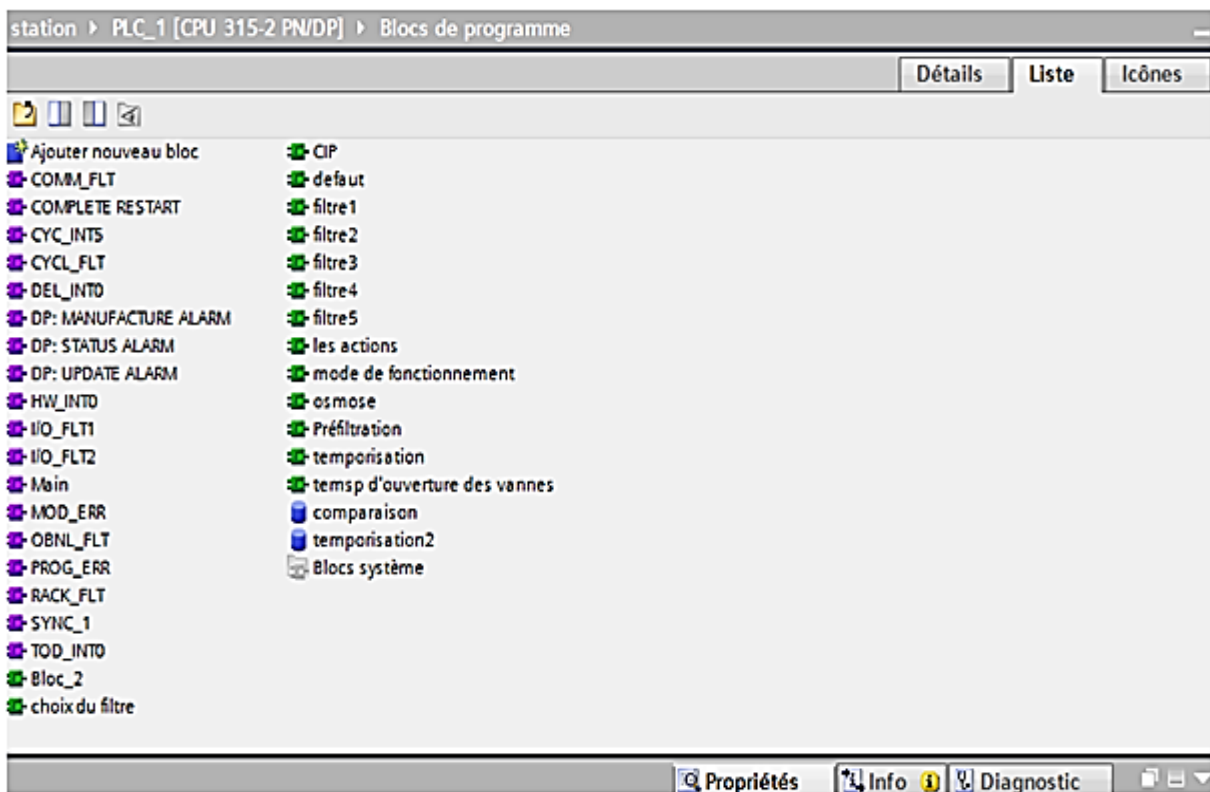 station ▸ PLC_1 [CPU 315-2 PN/DP] ▸ Blocs de programme
Détails Liste Icônes
Ajouter nouveau bloc
COMM_FLT
COMPLETE RESTART
CYC_INT5
CYCL_FLT
DEL_INT0
DP: MANUFACTURE ALARM
DP: STATUS ALARM
DP: UPDATE ALARM
HW_INT0
I/O_FLT1
I/O_FLT2
Main
MOD_ERR
OBNL_FLT
PROG_ERR
RACK_FLT
SYNC_1
TOD_INT0
Bloc_2
choix du filtre
CIP
defaut
filtre1
filtre2
filtre3
filtre4
filtre5
les actions
mode de fonctionnement
osmose
Préfiltration
temporisation
temsp d'ouverture des vannes
comparaison
temporisation2
Blocs système
Propriétés Info Diagnostic